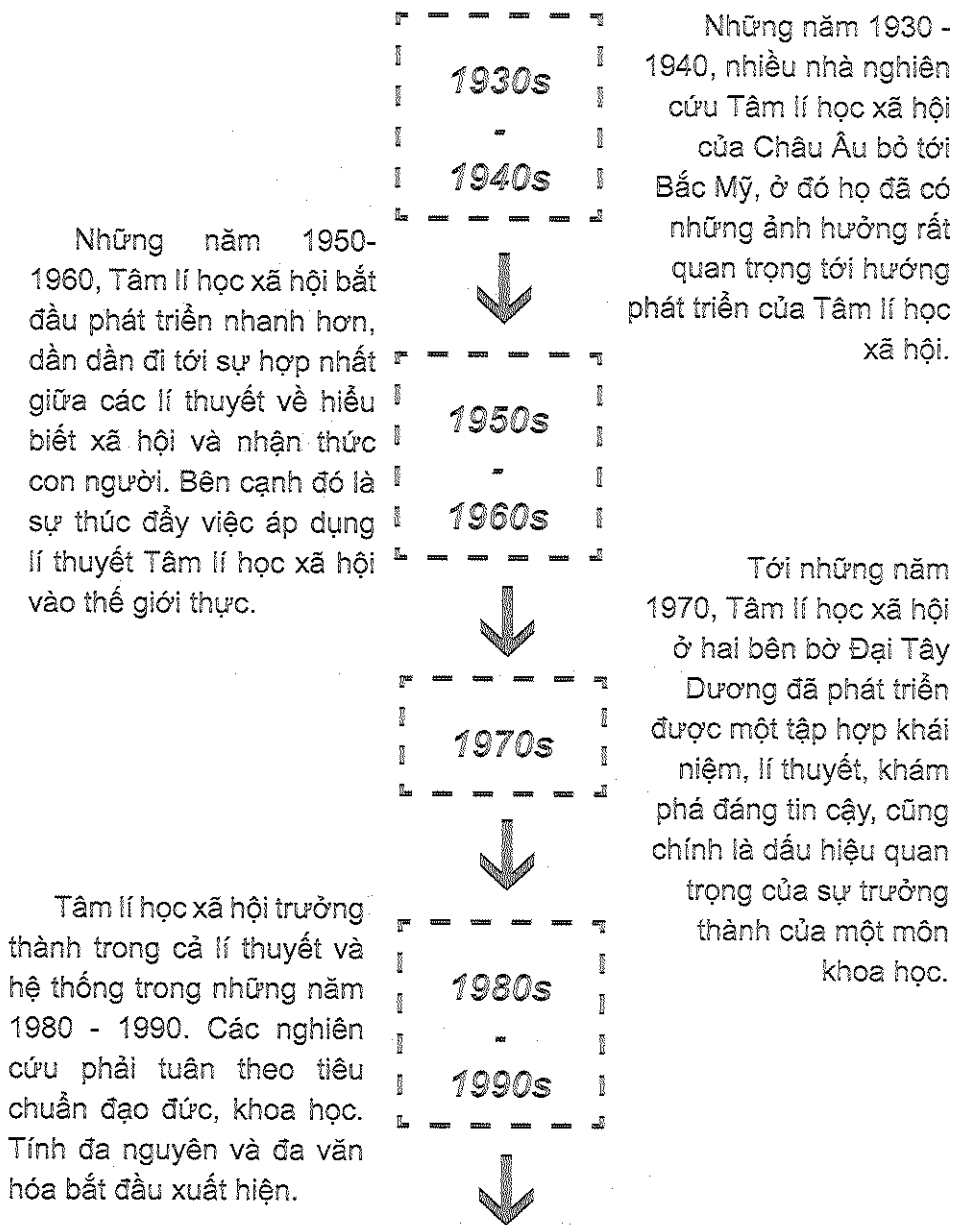 1930s
-
1940s
Những năm 1930 -
1940, nhiều nhà nghiên
cứu Tâm lí học xã hội
của Châu Âu bỏ tới
Bắc Mỹ, ở đó họ đã có
những ảnh hưởng rất
quan trọng tới hướng
phát triển của Tâm lí học
xã hội.
Những năm 1950-
1960, Tâm lí học xã hội bắt
đầu phát triển nhanh hơn,
dần dần đi tới sự hợp nhất
giữa các lí thuyết về hiểu
biết xã hội và nhận thức
con người. Bên cạnh đó là
sự thúc đẩy việc áp dụng
lí thuyết Tâm lí học xã hội
vào thế giới thực.
1950s
-
1960s
Tới những năm
1970, Tâm lí học xã hội
ở hai bên bờ Đại Tây
Dương đã phát triển
được một tập hợp khái
niệm, lí thuyết, khám
phá đáng tin cậy, cũng
chính là dấu hiệu quan
trọng của sự trưởng
thành của một môn
khoa học.
1970s
Tâm lí học xã hội trưởng
thành trong cả lí thuyết và
hệ thống trong những năm
1980 - 1990. Các nghiên
cứu phải tuân theo tiêu
chuẩn đạo đức, khoa học.
Tính đa nguyên và đa văn
hóa bắt đầu xuất hiện.
1980s
-
1990s